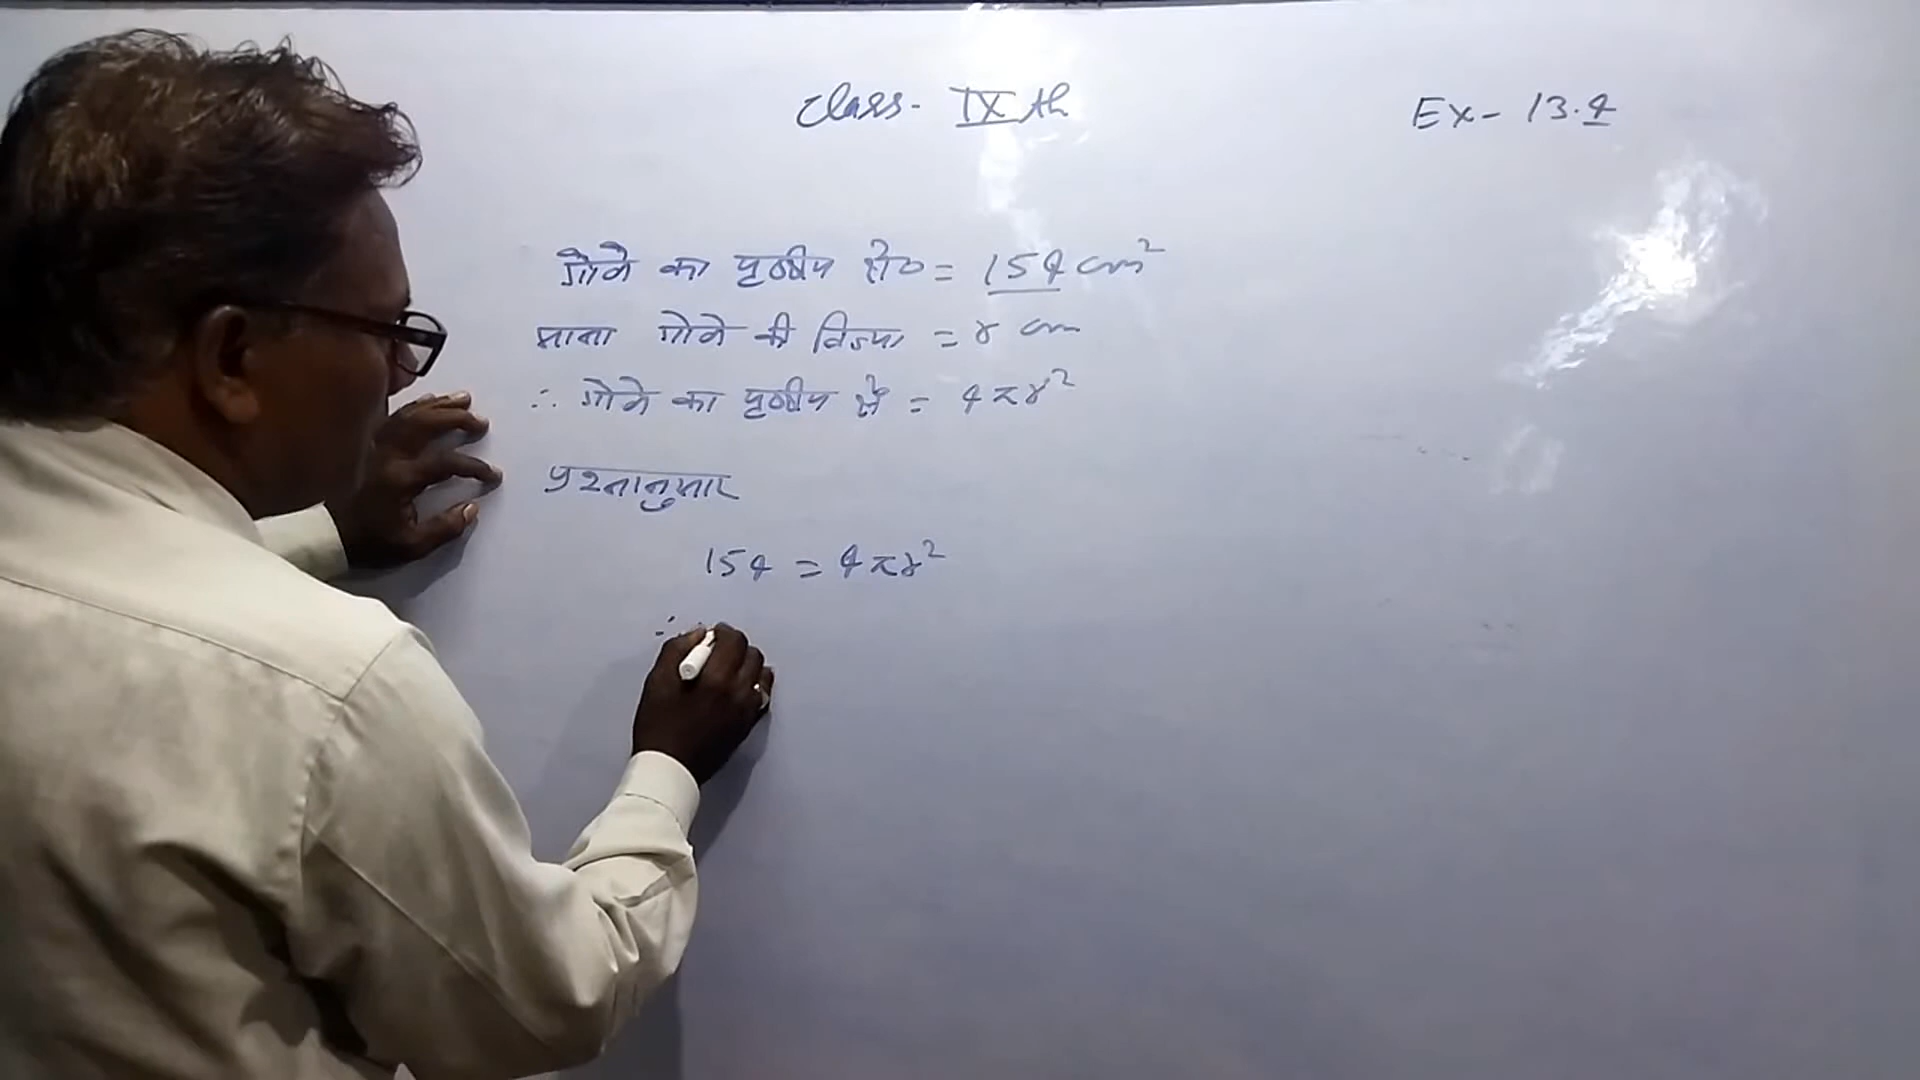 Class- IXth
Ex- 13.4
गोले का पृष्ठीय क्षे० = 154 cm²
माना गोले की त्रिज्या = r cm
∴ गोले का पृष्ठीय क्षे = 4πr²
प्रश्नानुसार
154 = 4πr²
∴